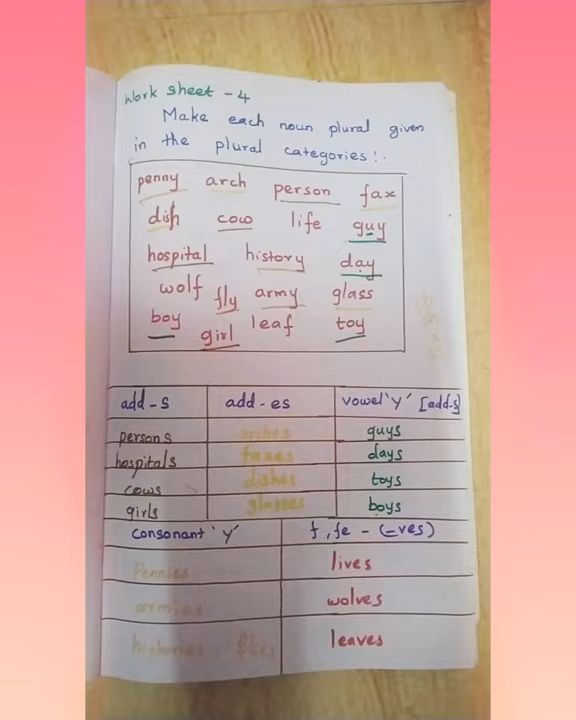 Work sheet - 4
Make each noun plural given
in the plural categories:.
penny arch person fax
dish cow life guy
hospital history day
wolf fly army glass
boy girl leaf toy
add-s add-es vowel 'y' [add-s]
persons arches guys
hospitals faxes days
cows dishes toys
girls glasses boys
consonant 'y' f, fe - (-ves)
Pennies lives
armies wolves
histories, flies leaves